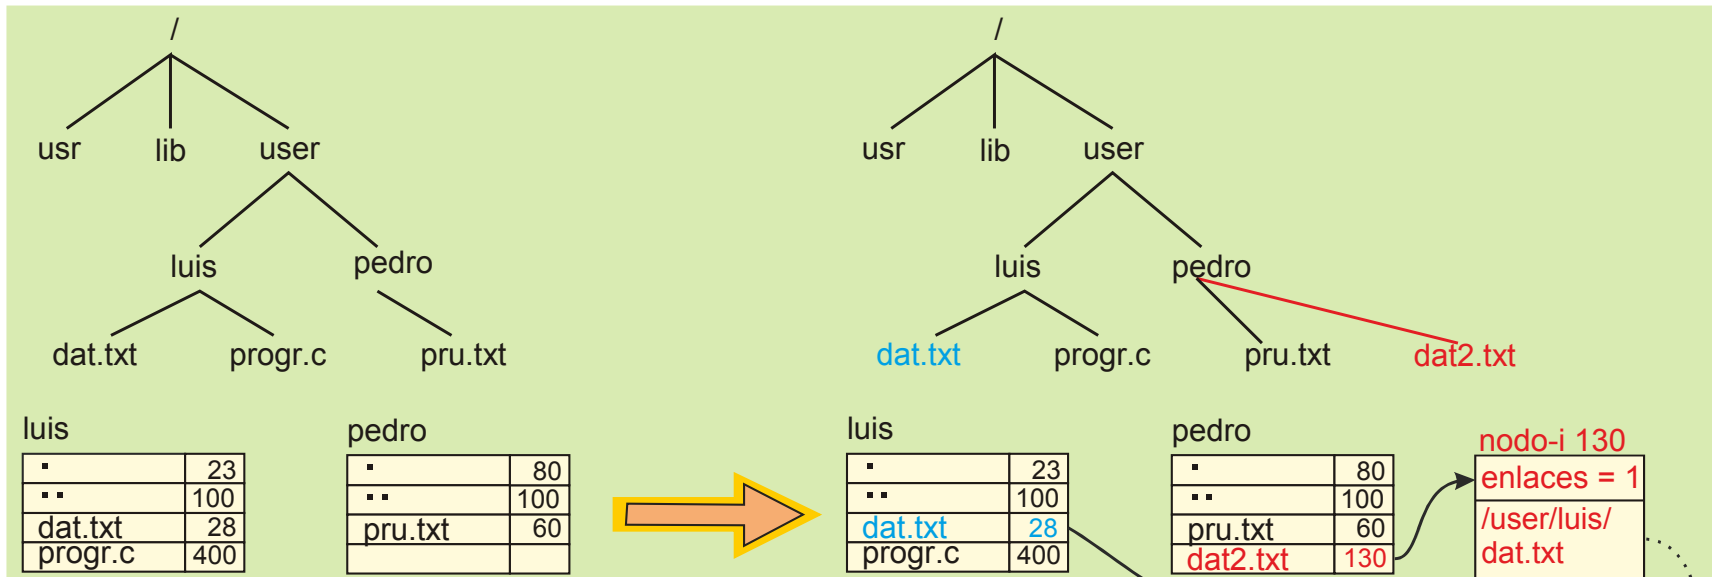 /
usr lib user
luis pedro
dat.txt progr.c pru.txt
/
usr lib user
luis pedro
dat.txt progr.c pru.txt dat2.txt
luis
. 23
.. 100
dat.txt 28
progr.c 400
pedro
. 80
.. 100
pru.txt 60
luis
. 23
.. 100
dat.txt 28
progr.c 400
pedro
. 80
.. 100
pru.txt 60
dat2.txt 130
nodo-i 130
enlaces = 1
/user/luis/
dat.txt